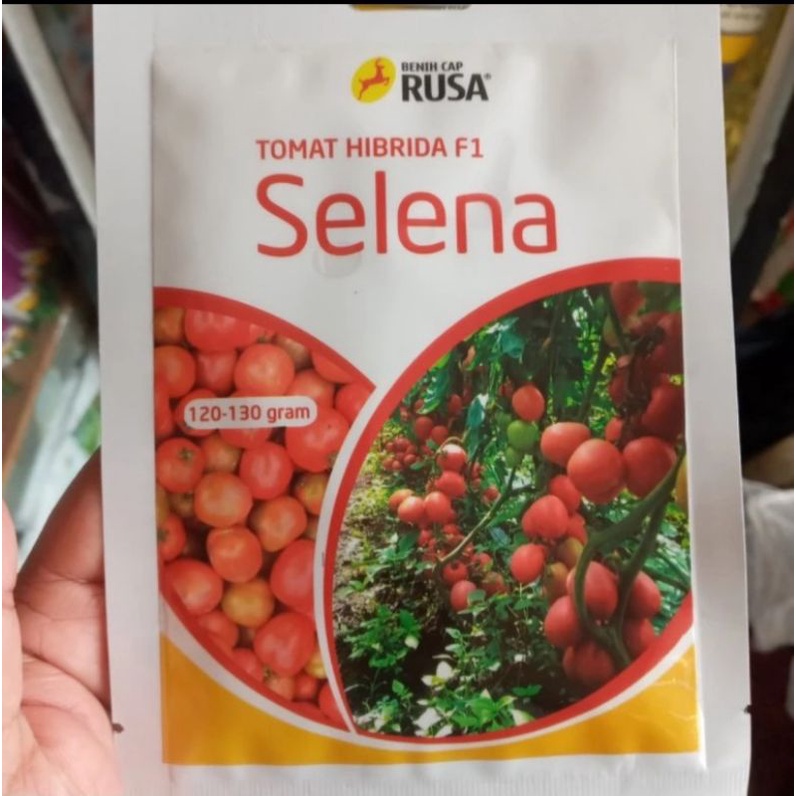 BENIH CAP
RUSA®
TOMAT HIBRIDA F1
Selena
120-130 gram